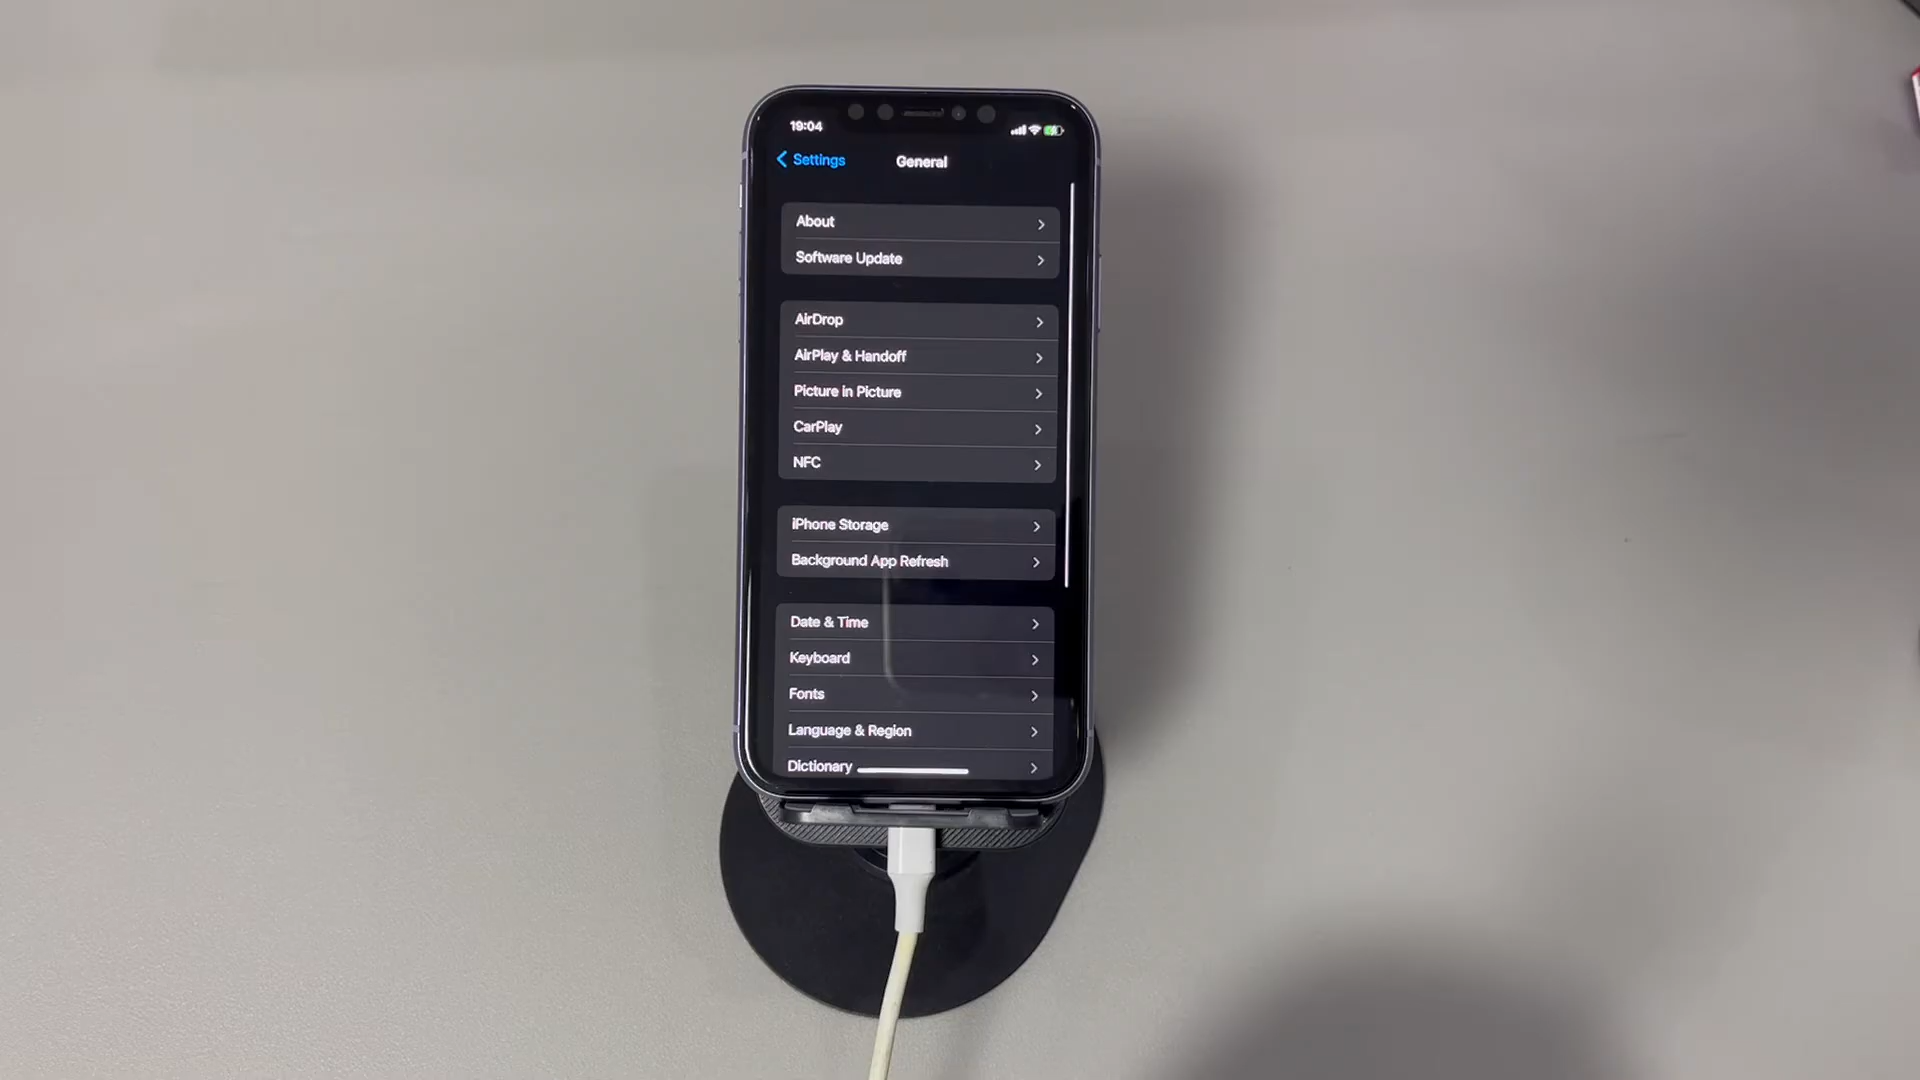 19:04
Settings
General
About
Software Update
AirDrop
AirPlay & Handoff
Picture in Picture
CarPlay
NFC
iPhone Storage
Background App Refresh
Date & Time
Keyboard
Fonts
Language & Region
Dictionary